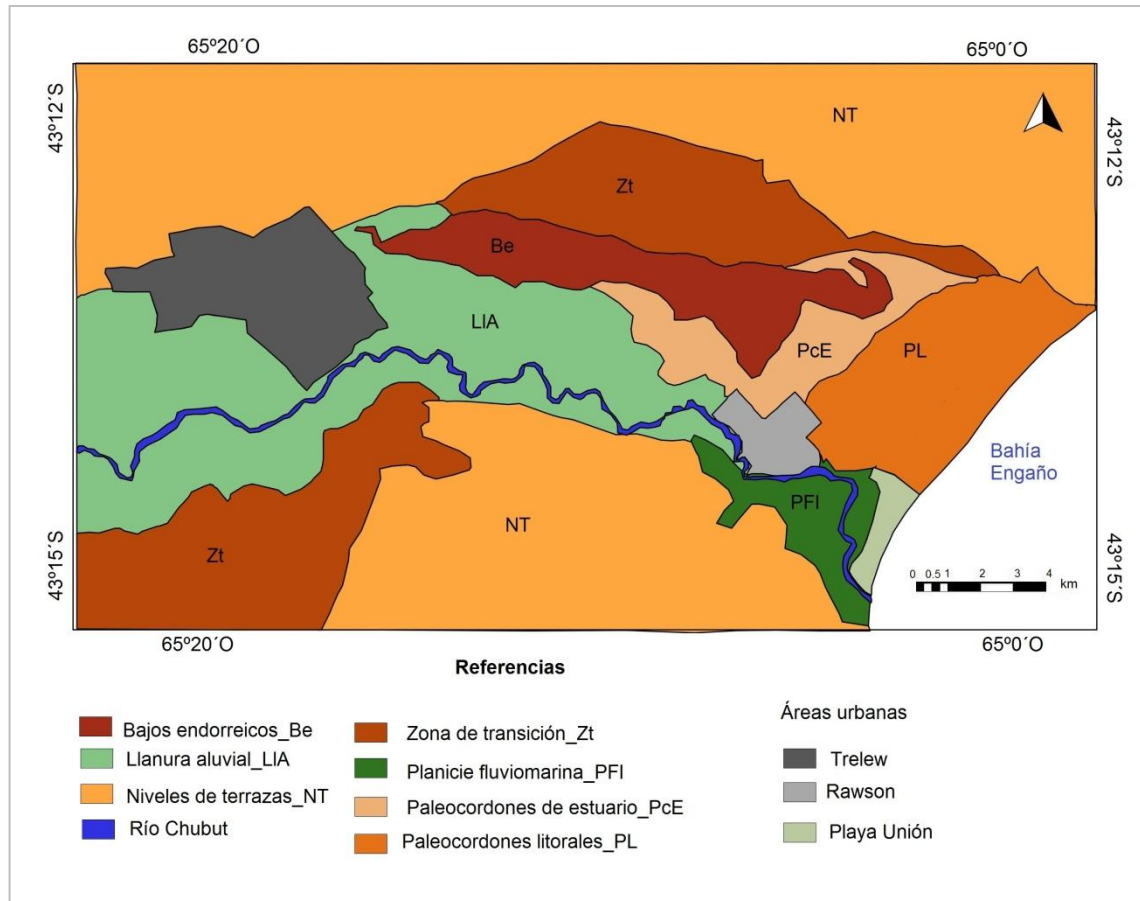 65º20´O
65º0´O
43º12´S
43º12´S
NT
Zt
Be
LlA
PcE
PL
Bahía
Engaño
NT
PFl
Zt
43º15´S
43º15´S
0 0.5 1 2 3 4
km
65º20´O
65º0´O
Referencias
Bajos endorreicos_Be
Llanura aluvial_LlA
Niveles de terrazas_NT
Río Chubut
Zona de transición_Zt
Planicie fluviomarina_PFl
Paleocordones de estuario_PcE
Paleocordones litorales_PL
Áreas urbanas
Trelew
Rawson
Playa Unión